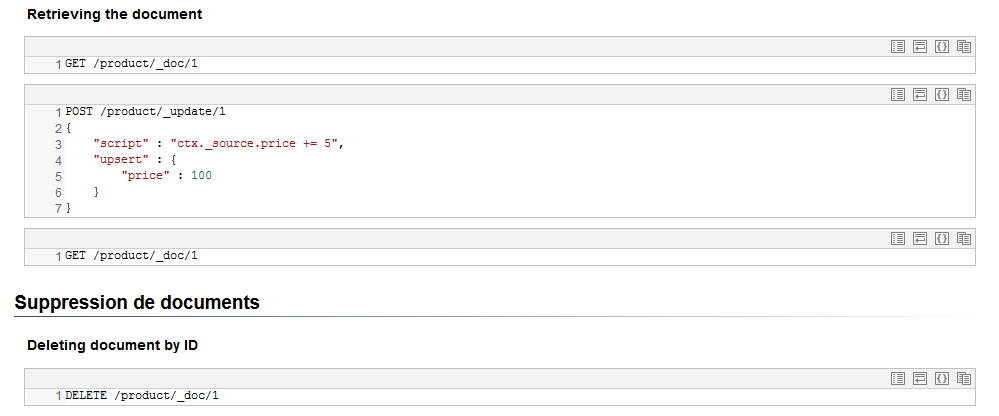 Retrieving the document
1 GET /product/_doc/1
1 POST /product/_update/1
2 {
3     "script" : "ctx._source.price += 5",
4     "upsert" : {
5         "price" : 100
6     }
7 }
1 GET /product/_doc/1
Suppression de documents
Deleting document by ID
1 DELETE /product/_doc/1